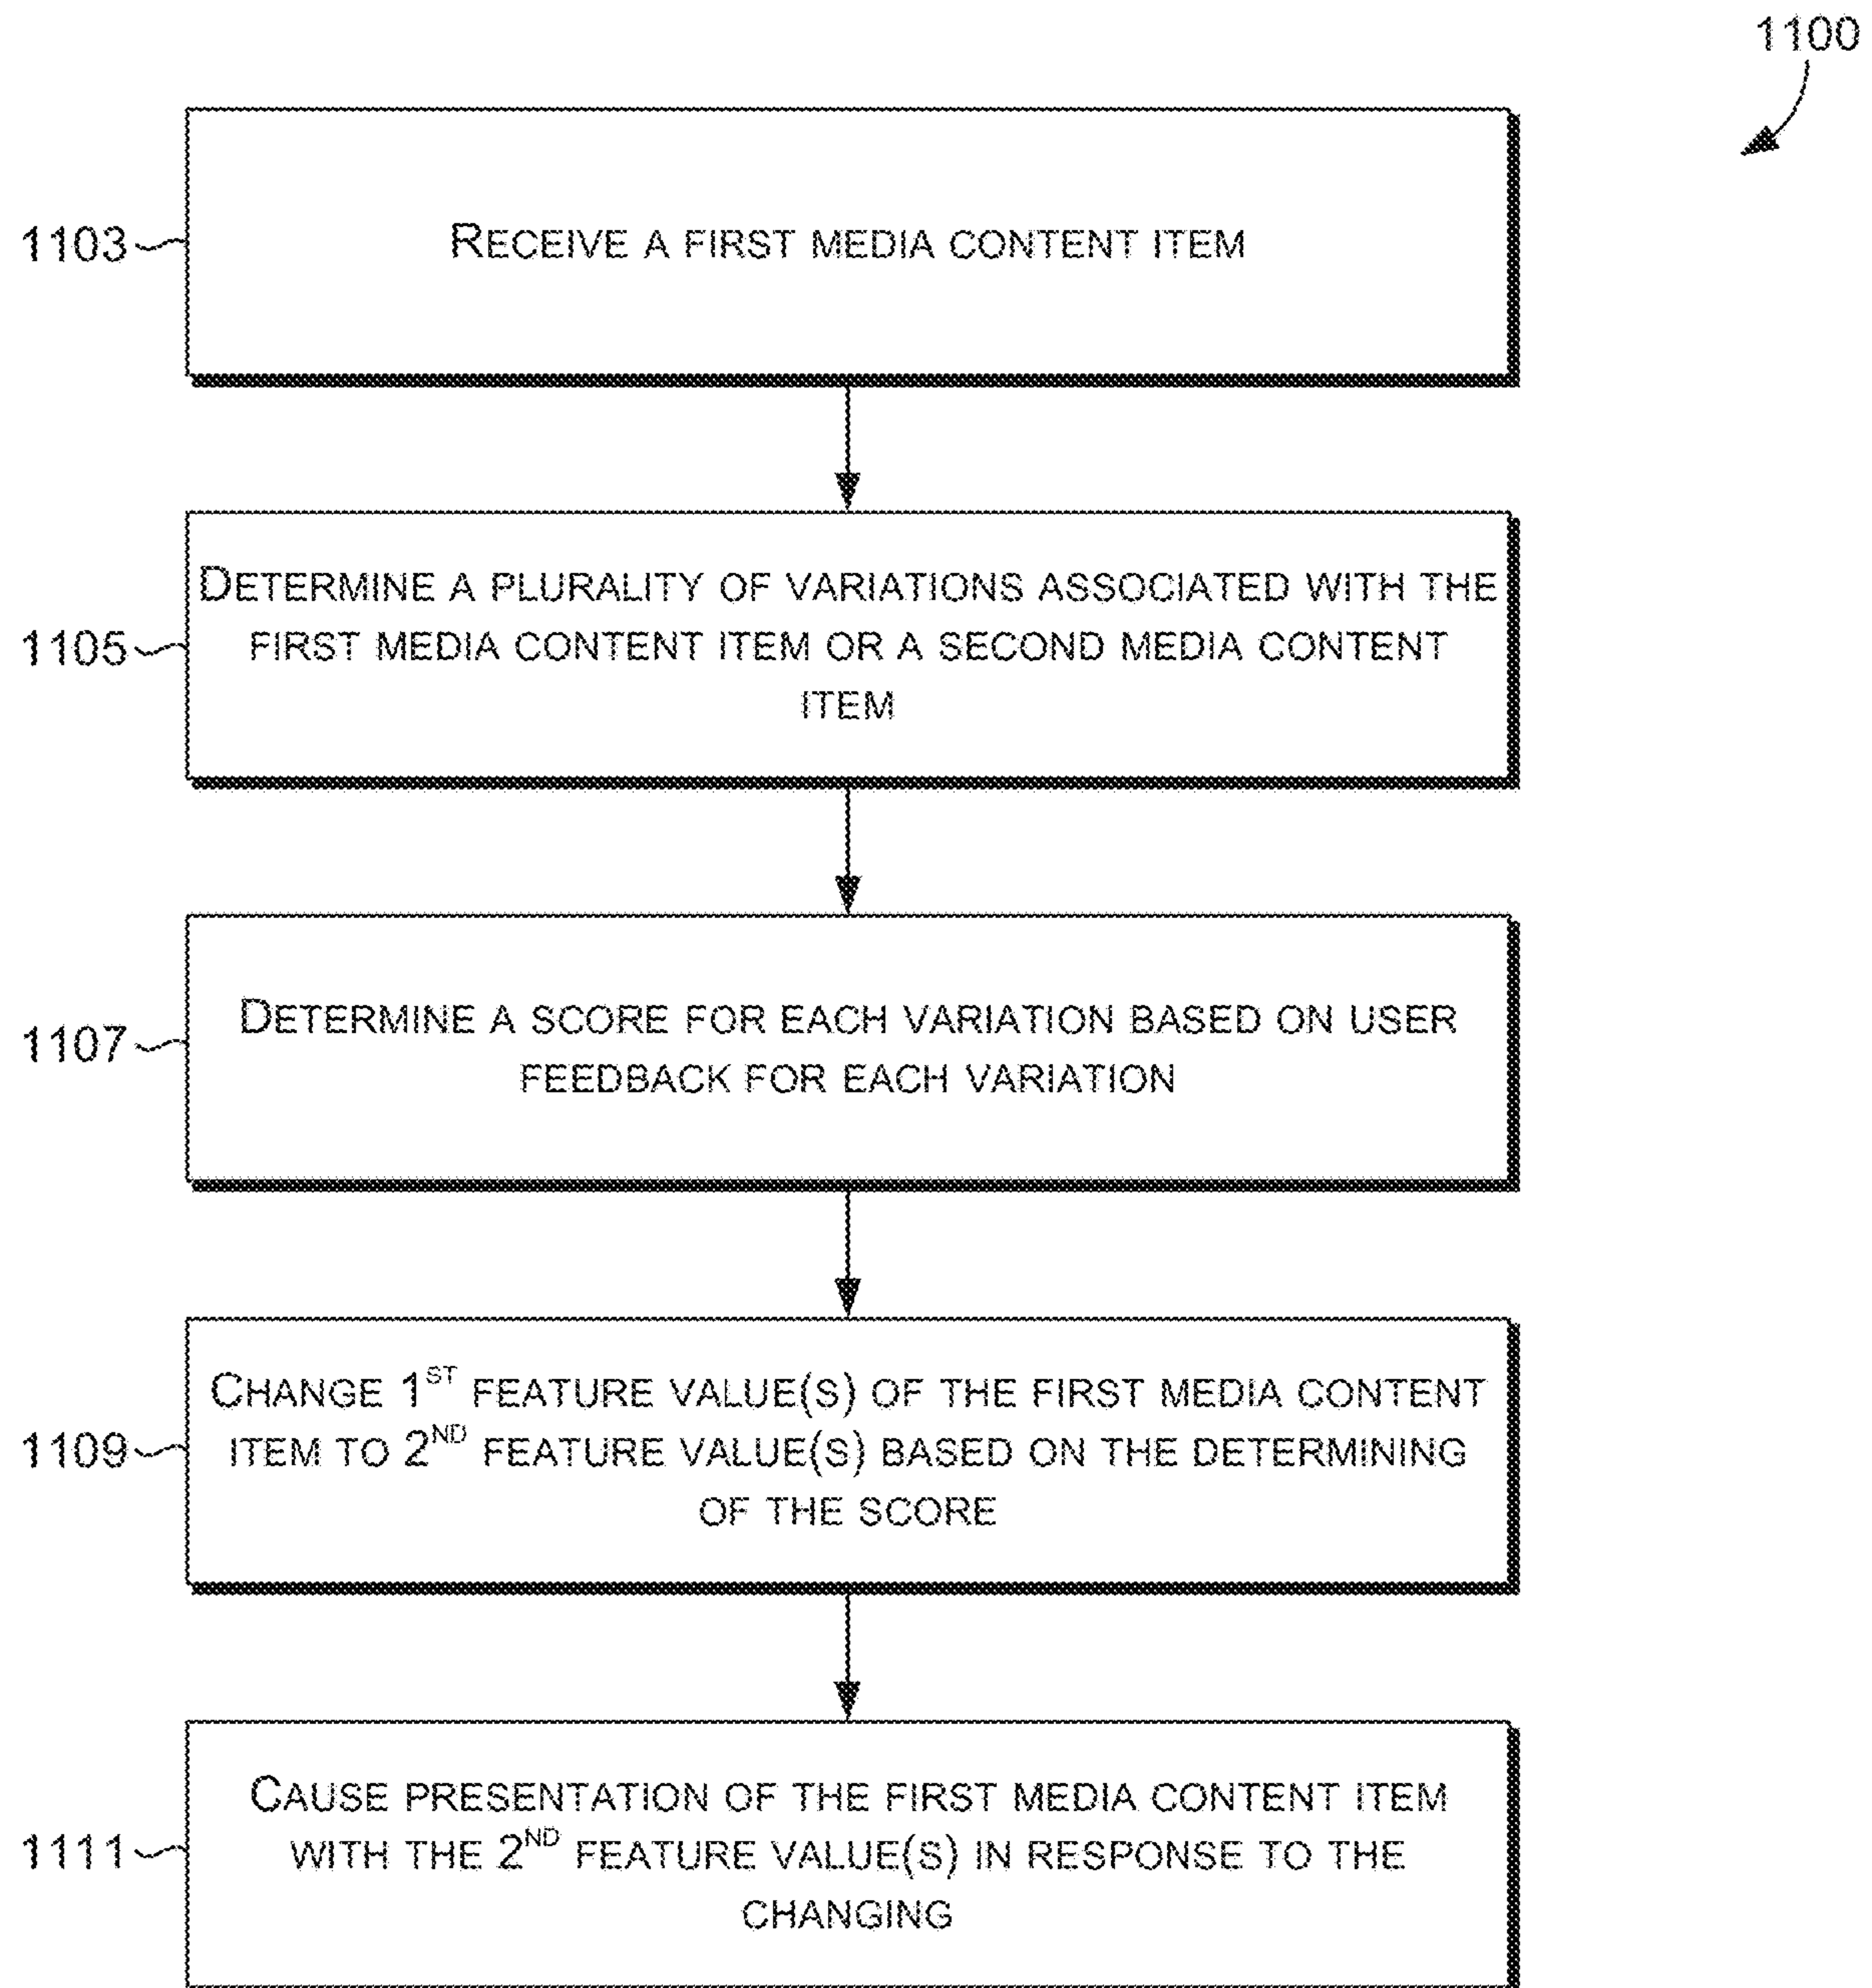 1100
1103
RECEIVE A FIRST MEDIA CONTENT ITEM
1105
DETERMINE A PLURALITY OF VARIATIONS ASSOCIATED WITH THE
FIRST MEDIA CONTENT ITEM OR A SECOND MEDIA CONTENT
ITEM
1107
DETERMINE A SCORE FOR EACH VARIATION BASED ON USER
FEEDBACK FOR EACH VARIATION
1109
CHANGE 1ST FEATURE VALUE(S) OF THE FIRST MEDIA CONTENT
ITEM TO 2ND FEATURE VALUE(S) BASED ON THE DETERMINING
OF THE SCORE
1111
CAUSE PRESENTATION OF THE FIRST MEDIA CONTENT ITEM
WITH THE 2ND FEATURE VALUE(S) IN RESPONSE TO THE
CHANGING